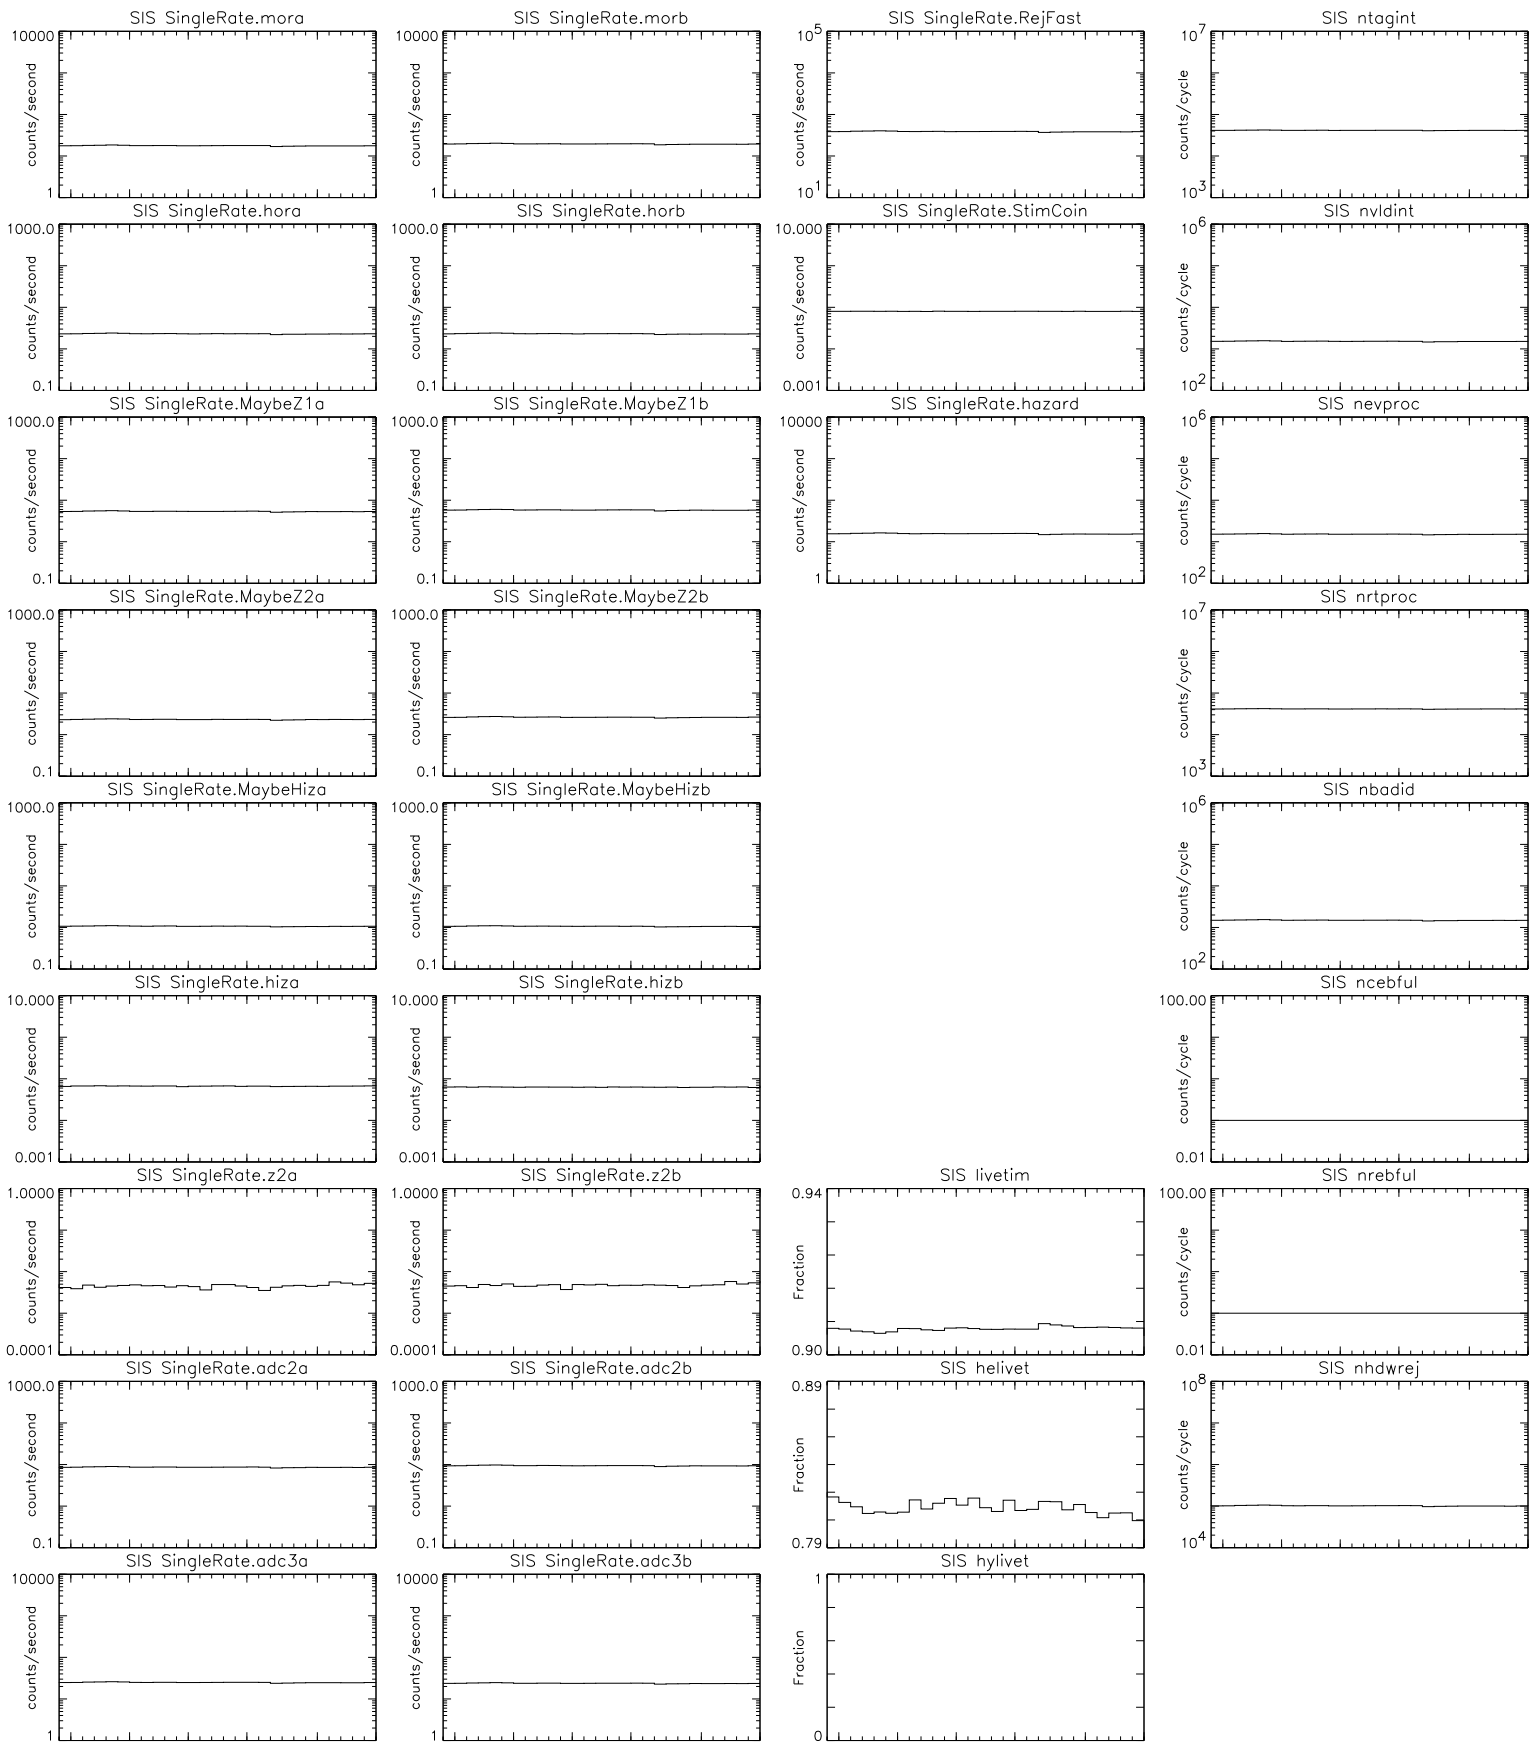 SIS SingleRate.mora
10000
counts/second
1
SIS SingleRate.morb
10000
counts/second
1
SIS SingleRate.RejFast
10^5
counts/second
10^1
SIS ntagint
10^7
counts/cycle
10^3
SIS SingleRate.hora
1000.0
counts/second
0.1
SIS SingleRate.horb
1000.0
counts/second
0.1
SIS SingleRate.StimCoin
10.000
counts/second
0.001
SIS nvldint
10^6
counts/cycle
10^2
SIS SingleRate.MaybeZ1a
1000.0
counts/second
0.1
SIS SingleRate.MaybeZ1b
1000.0
counts/second
0.1
SIS SingleRate.hazard
10000
counts/second
1
SIS nevproc
10^6
counts/cycle
10^2
SIS SingleRate.MaybeZ2a
1000.0
counts/second
0.1
SIS SingleRate.MaybeZ2b
1000.0
counts/second
0.1
SIS nrtproc
10^7
counts/cycle
10^3
SIS SingleRate.MaybeHiza
1000.0
counts/second
0.1
SIS SingleRate.MaybeHizb
1000.0
counts/second
0.1
SIS nbadid
10^6
counts/cycle
10^2
SIS SingleRate.hiza
10.000
counts/second
0.001
SIS SingleRate.hizb
10.000
counts/second
0.001
SIS ncebful
100.00
counts/cycle
0.01
SIS SingleRate.z2a
1.0000
counts/second
0.0001
SIS SingleRate.z2b
1.0000
counts/second
0.0001
SIS livetim
0.94
Fraction
0.90
SIS nrebful
100.00
counts/cycle
0.01
SIS SingleRate.adc2a
1000.0
counts/second
0.1
SIS SingleRate.adc2b
1000.0
counts/second
0.1
SIS helivet
0.89
Fraction
0.79
SIS nhdwrej
10^8
counts/cycle
10^4
SIS SingleRate.adc3a
10000
counts/second
1
SIS SingleRate.adc3b
10000
counts/second
1
SIS hylivet
1
Fraction
0